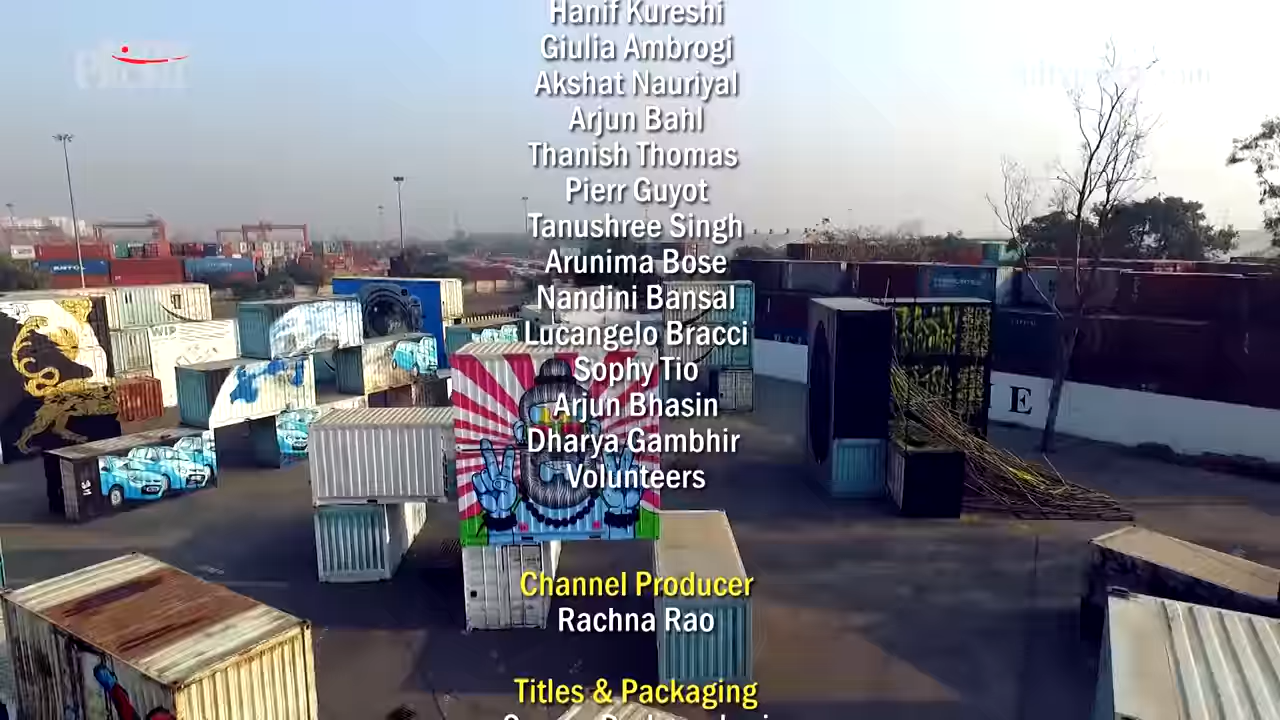 Hanif Kureshi
Giulia Ambrogi
Akshat Nauriyal
Arjun Bahl
Thanish Thomas
Pierr Guyot
Tanushree Singh
Arunima Bose
Nandini Bansal
Lucangelo Bracci
Sophy Tio
Arjun Bhasin
Dharya Gambhir
Volunteers
Channel Producer
Rachna Rao
Titles & Packaging